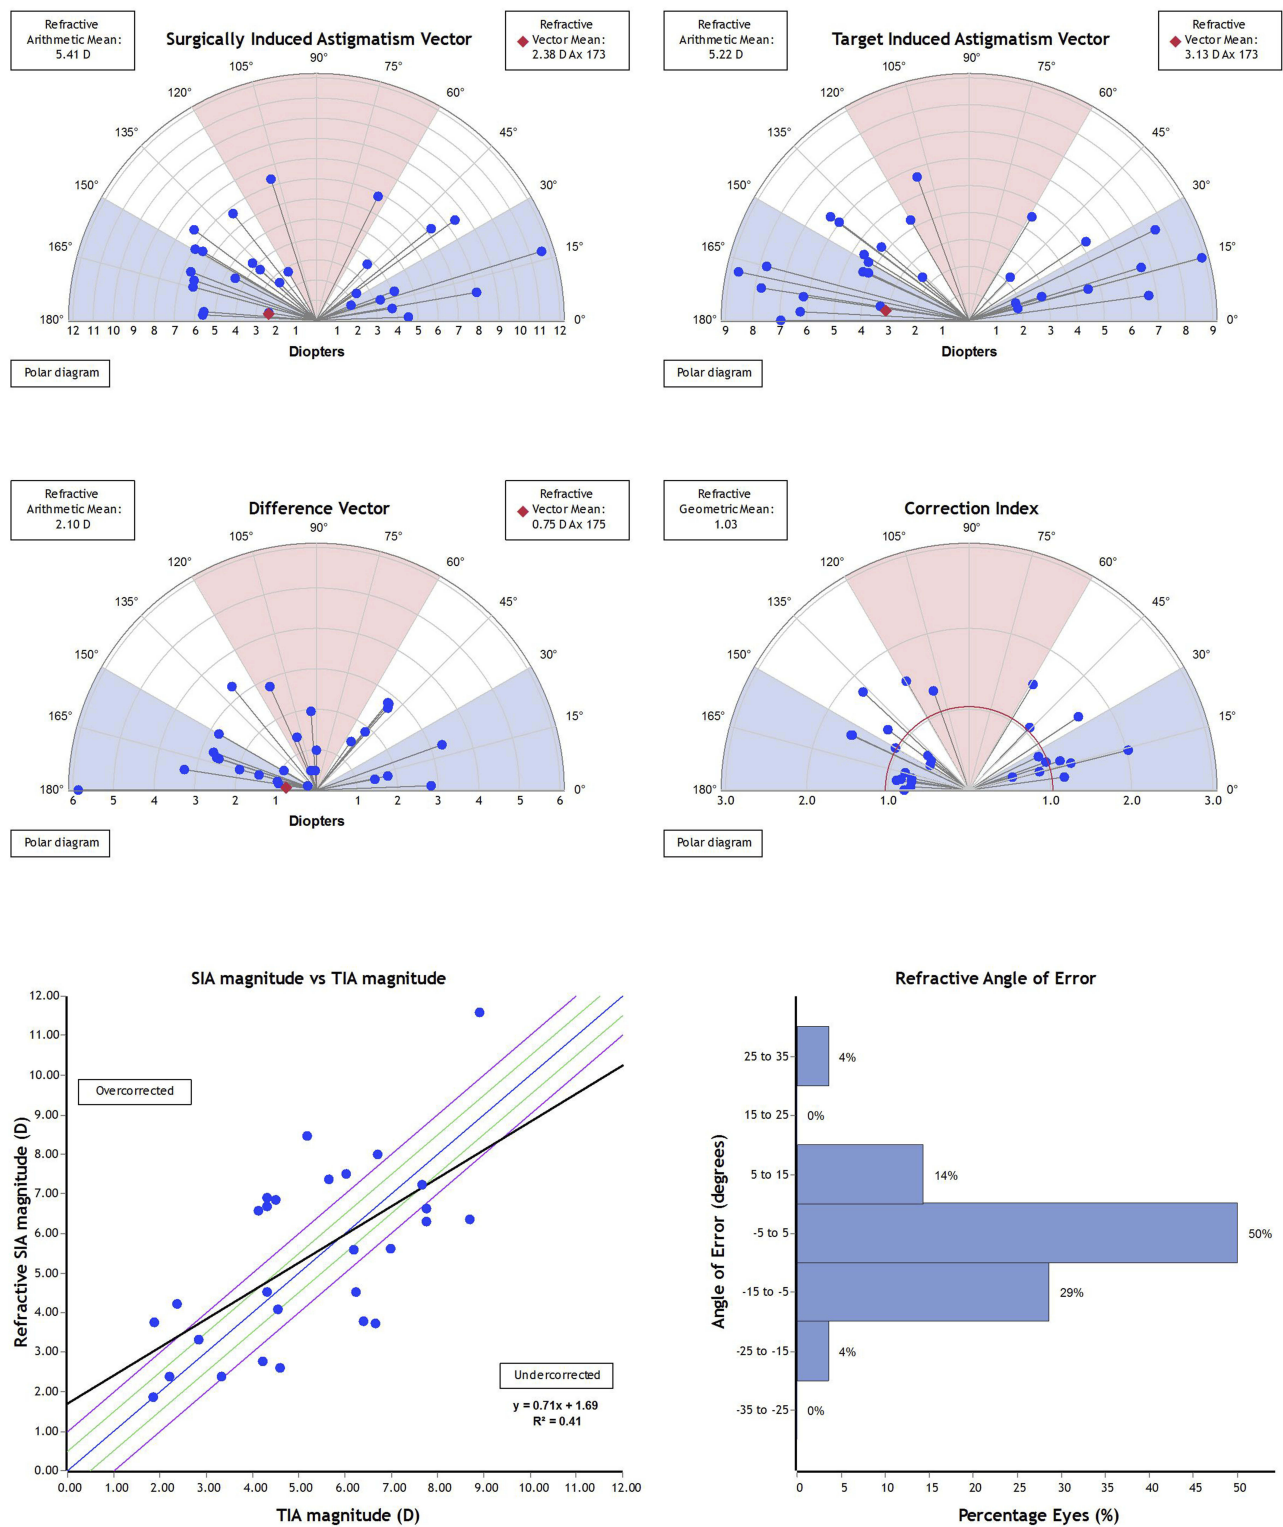 Refractive
Arithmetic Mean:
5.41 D
Surgically Induced Astigmatism Vector
Refractive
Vector Mean:
2.38 D Ax 173
90°
105°
75°
120°
60°
135°
45°
150°
30°
165°
15°
180°
0°
12 11 10 9 8 7 6 5 4 3 2 1 1 2 3 4 5 6 7 8 9 10 11 12
Diopters
Polar diagram
Refractive
Arithmetic Mean:
5.22 D
Target Induced Astigmatism Vector
Refractive
Vector Mean:
3.13 D Ax 173
90°
105°
75°
120°
60°
135°
45°
150°
30°
165°
15°
180°
0°
9 8 7 6 5 4 3 2 1 1 2 3 4 5 6 7 8 9
Diopters
Polar diagram
Refractive
Arithmetic Mean:
2.10 D
Difference Vector
Refractive
Vector Mean:
0.75 D Ax 175
90°
105°
75°
120°
60°
135°
45°
150°
30°
165°
15°
180°
0°
6 5 4 3 2 1 1 2 3 4 5 6
Diopters
Polar diagram
Refractive
Geometric Mean:
1.03
Correction Index
90°
105°
75°
120°
60°
135°
45°
150°
30°
165°
15°
180°
0°
3.0 2.0 1.0 1.0 2.0 3.0
Polar diagram
SIA magnitude vs TIA magnitude
12.00
11.00
10.00
9.00
8.00
7.00
6.00
5.00
4.00
3.00
2.00
1.00
0.00
Refractive SIA magnitude (D)
Overcorrected
Undercorrected
y = 0.71x + 1.69
R² = 0.41
0.00 1.00 2.00 3.00 4.00 5.00 6.00 7.00 8.00 9.00 10.00 11.00 12.00
TIA magnitude (D)
Refractive Angle of Error
Angle of Error (degrees)
25 to 35 4%
15 to 25 0%
5 to 15 14%
-5 to 5 50%
-15 to -5 29%
-25 to -15 4%
-35 to -25 0%
0 5 10 15 20 25 30 35 40 45 50
Percentage Eyes (%)